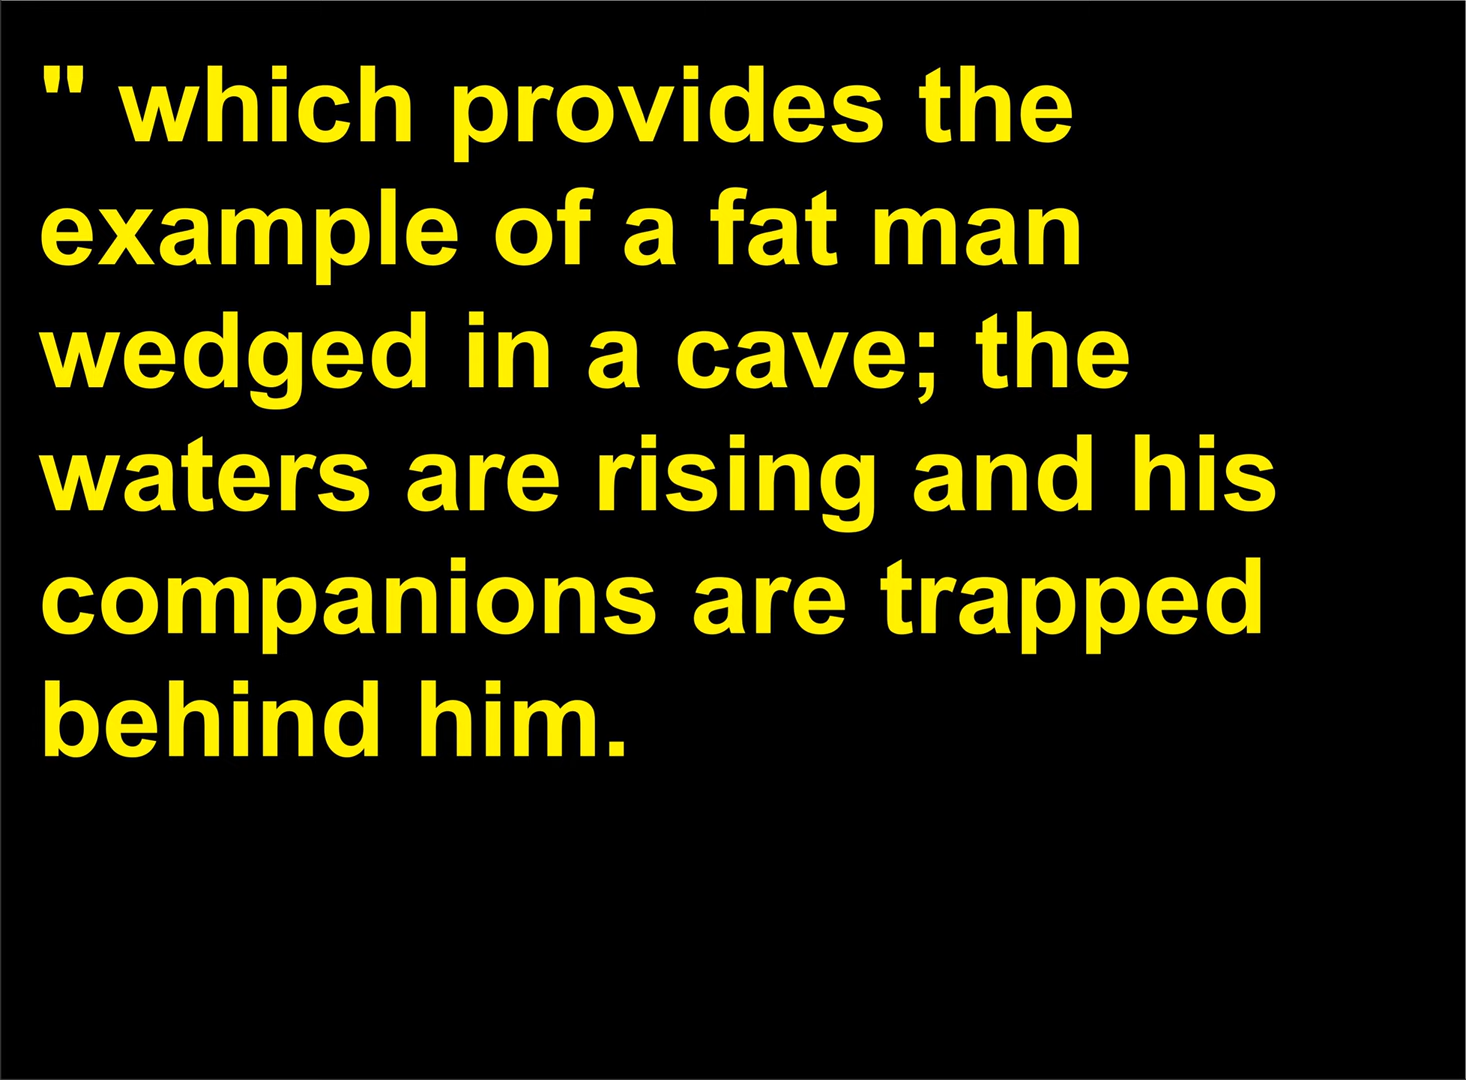 " which provides the
example of a fat man
wedged in a cave; the
waters are rising and his
companions are trapped
behind him.